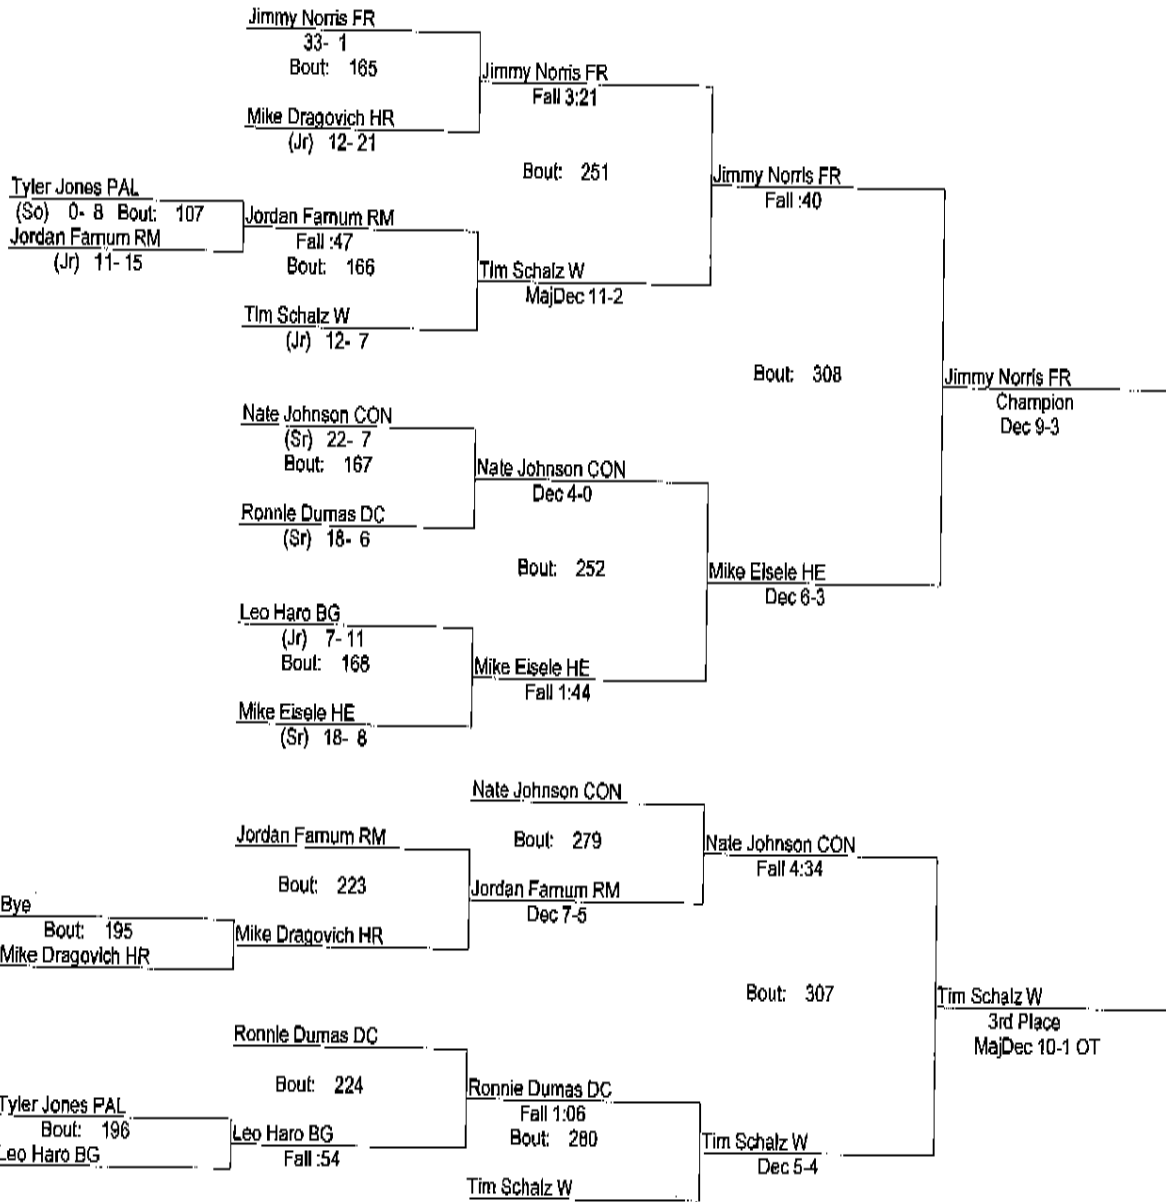 Jimmy Norris FR
33- 1
Bout: 165
Jimmy Norris FR
Fall 3:21
Mike Dragovich HR
(Jr) 12- 21
Bout: 251
Jimmy Norris FR
Fall :40
Tyler Jones PAL
(So) 0- 8 Bout: 107
Jordan Farnum RM
(Jr) 11- 15
Jordan Farnum RM
Fall :47
Bout: 166
Tim Schalz W
MajDec 11-2
Tim Schalz W
(Jr) 12- 7
Bout: 308
Jimmy Norris FR
Champion
Dec 9-3
Nate Johnson CON
(Sr) 22- 7
Bout: 167
Nate Johnson CON
Dec 4-0
Ronnie Dumas DC
(Sr) 18- 6
Bout: 252
Mike Eisele HE
Dec 6-3
Leo Haro BG
(Jr) 7- 11
Bout: 168
Mike Eisele HE
Fall 1:44
Mike Eisele HE
(Sr) 18- 8
Nate Johnson CON
Bout: 279
Nate Johnson CON
Fall 4:34
Jordan Farnum RM
Bout: 223
Jordan Farnum RM
Dec 7-5
Bye
Bout: 195
Mike Dragovich HR
Mike Dragovich HR
Bout: 307
Tim Schalz W
3rd Place
MajDec 10-1 OT
Ronnie Dumas DC
Bout: 224
Ronnie Dumas DC
Fall 1:06
Bout: 280
Tyler Jones PAL
Bout: 196
Leo Haro BG
Leo Haro BG
Fall :54
Tim Schalz W
Dec 5-4
Tim Schalz W